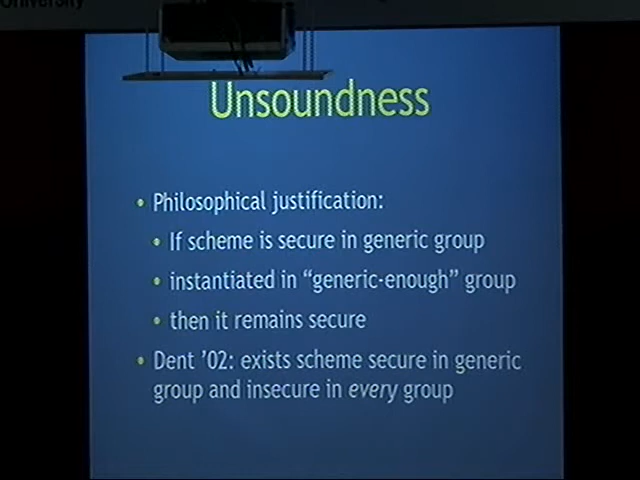 University
Unsoundness
• Philosophical justification:
• If scheme is secure in generic group
• instantiated in “generic-enough” group
• then it remains secure
• Dent ’02: exists scheme secure in generic
group and insecure in every group